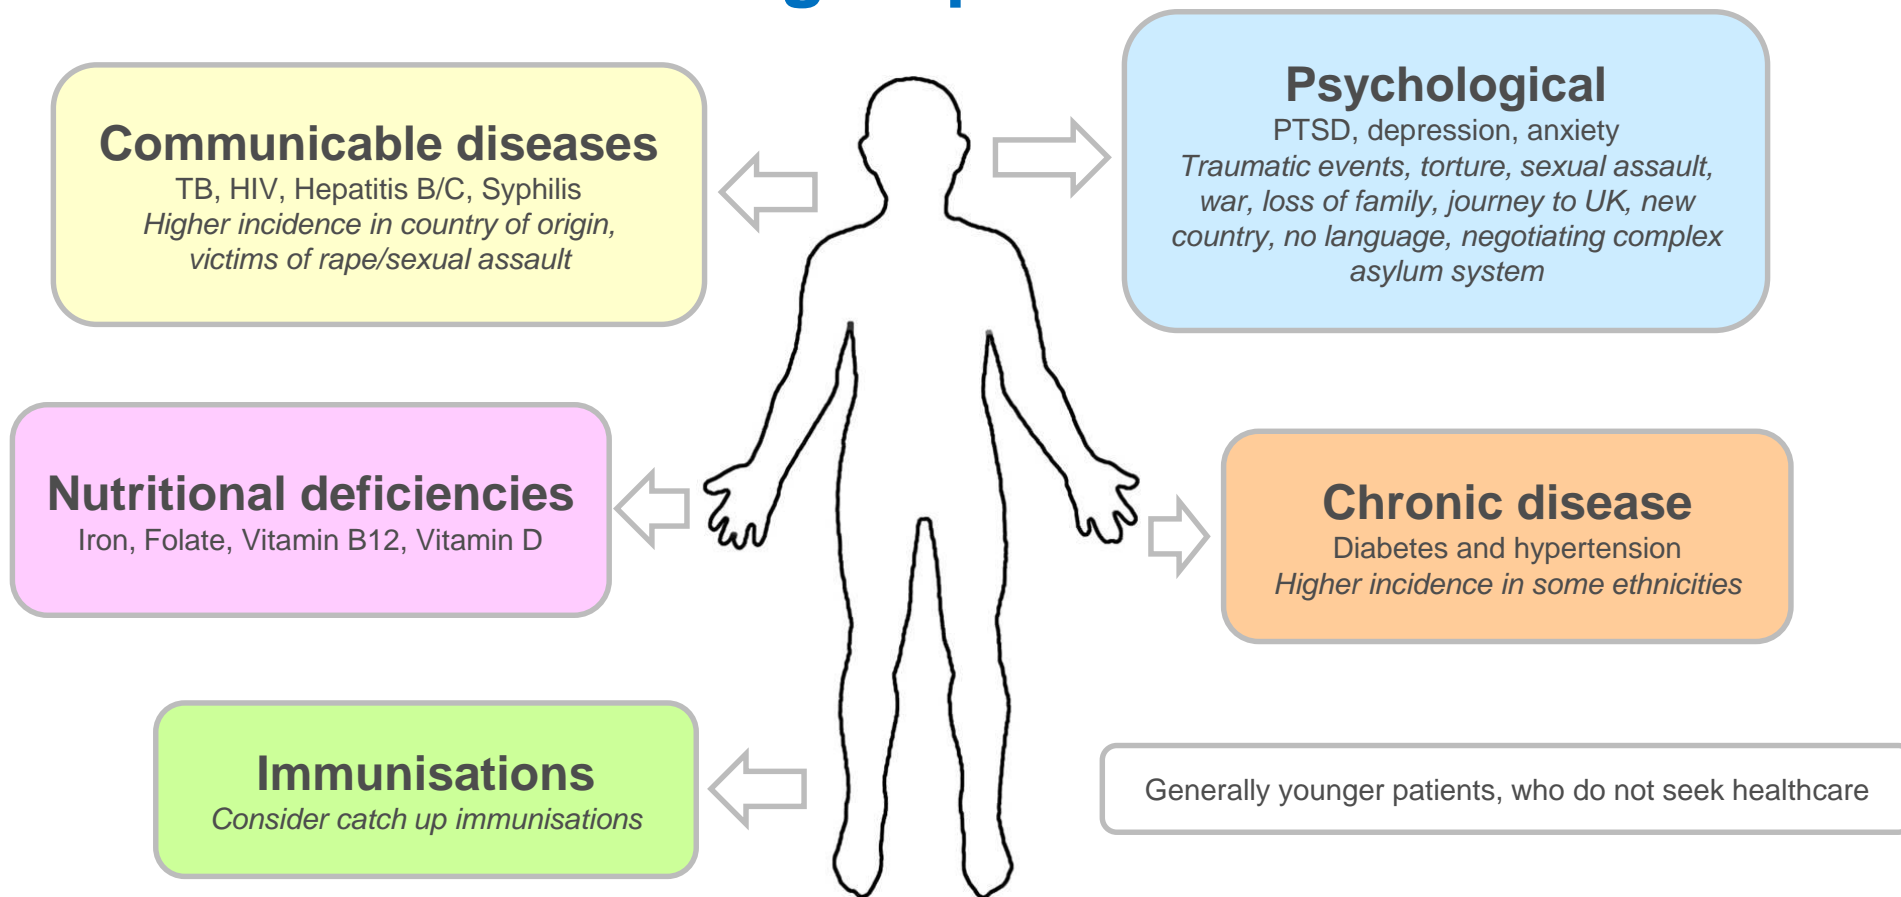 Communicable diseases
TB, HIV, Hepatitis B/C, Syphilis
Higher incidence in country of origin,
victims of rape/sexual assault
Psychological
PTSD, depression, anxiety
Traumatic events, torture, sexual assault,
war, loss of family, journey to UK, new
country, no language, negotiating complex
asylum system
Nutritional deficiencies
Iron, Folate, Vitamin B12, Vitamin D
Chronic disease
Diabetes and hypertension
Higher incidence in some ethnicities
Immunisations
Consider catch up immunisations
Generally younger patients, who do not seek healthcare